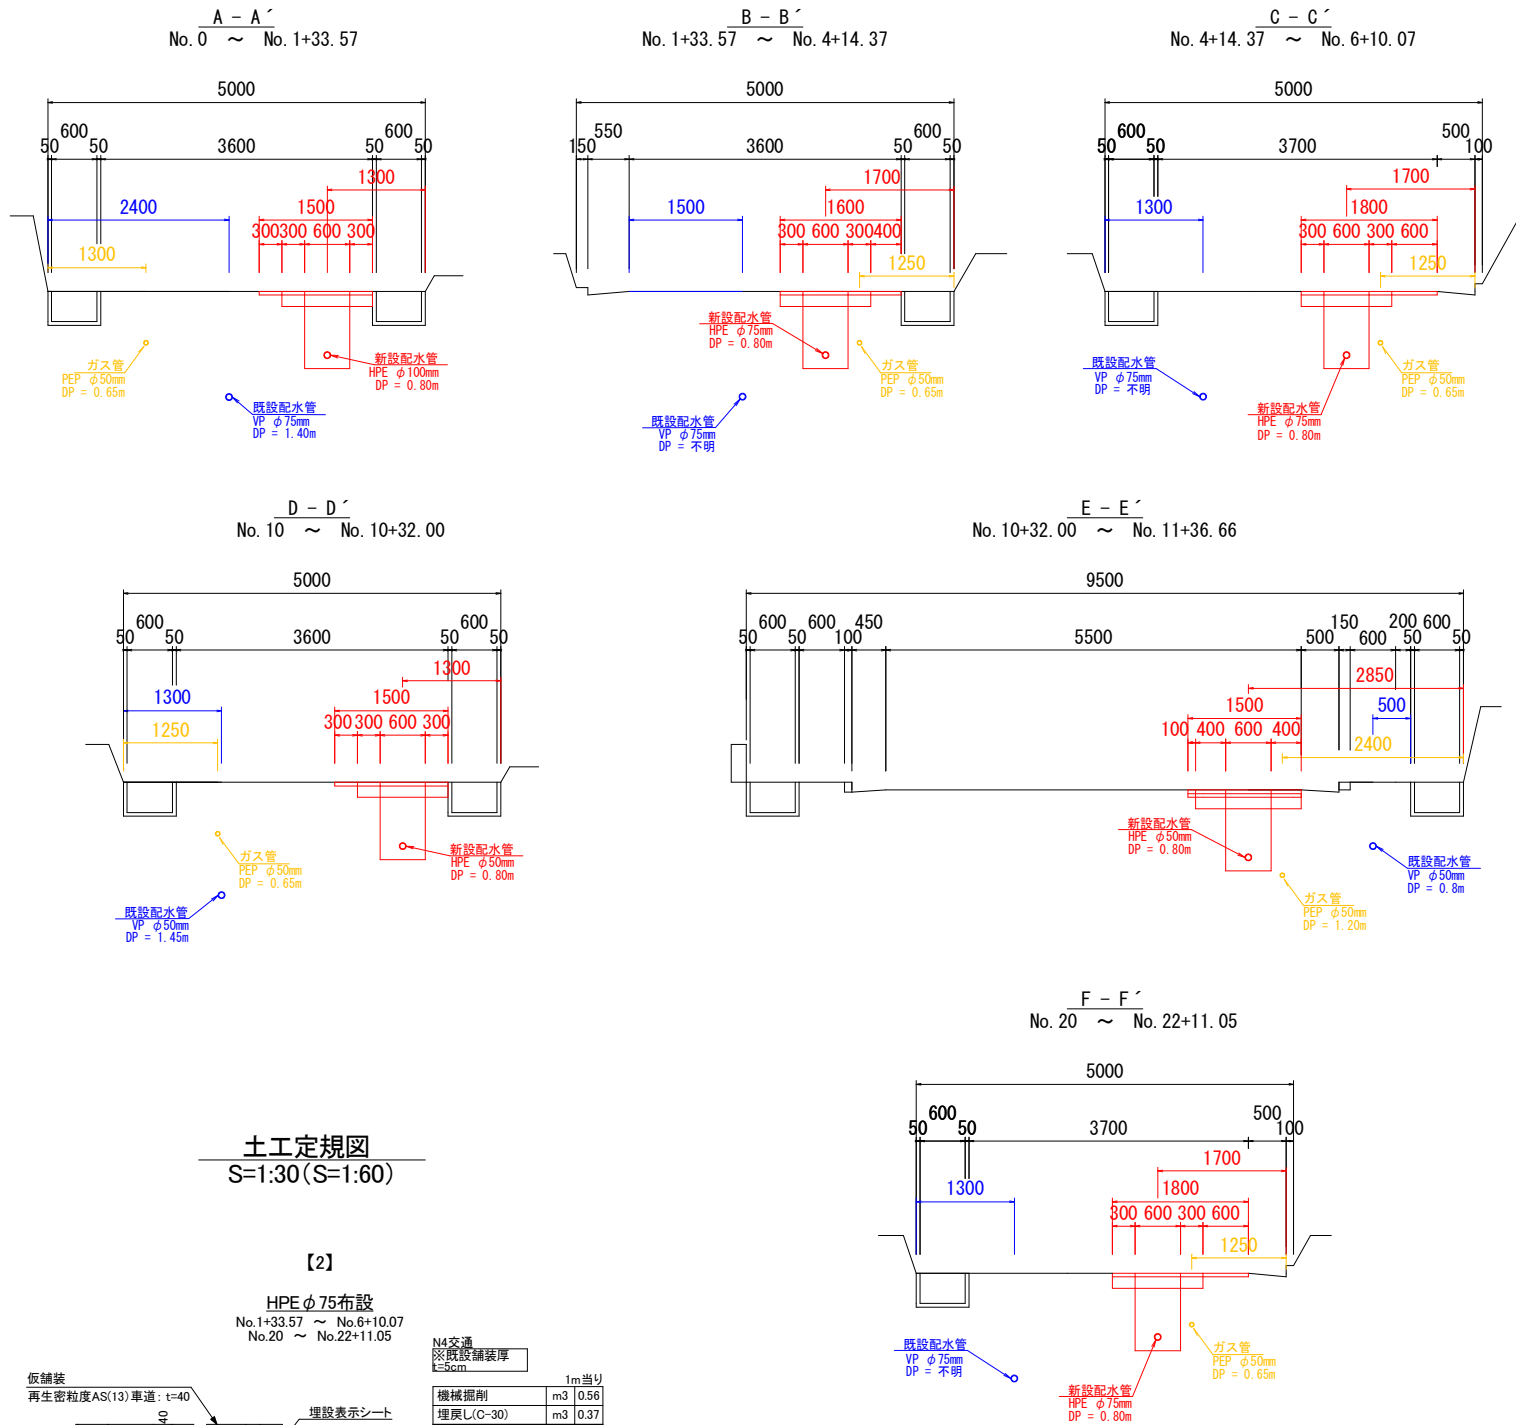 A - A´
No.0 ～ No.1+33.57
5000
600
600
50
50
3600
50
50
1300
2400
1500
300
300
600
300
1300
ガス管
PEP φ50mm
DP = 0.65m
新設配水管
HPE φ100mm
DP = 0.80m
既設配水管
VP φ75mm
DP = 1.40m
B - B´
No.1+33.57 ～ No.4+14.37
5000
550
600
150
3600
50
50
1700
1500
1600
300
600
300
400
1250
新設配水管
HPE φ75mm
DP = 0.80m
ガス管
PEP φ50mm
DP = 0.65m
既設配水管
VP φ75mm
DP = 不明
C - C´
No.4+14.37 ～ No.6+10.07
5000
600
500
50
50
3700
100
1700
1300
1800
300
600
300
600
1250
既設配水管
VP φ75mm
DP = 不明
ガス管
PEP φ50mm
DP = 0.65m
新設配水管
HPE φ75mm
DP = 0.80m
D - D´
No.10 ～ No.10+32.00
5000
600
600
50
50
3600
50
50
1300
1300
1500
1250
300
300
600
300
ガス管
PEP φ50mm
DP = 0.65m
新設配水管
HPE φ50mm
DP = 0.80m
既設配水管
VP φ50mm
DP = 1.45m
E - E´
No.10+32.00 ～ No.11+36.66
9500
600
600
450
150
200
600
50
50
100
5500
500
600
50
50
2850
1500
500
100
400
600
400
2400
新設配水管
HPE φ50mm
DP = 0.80m
既設配水管
VP φ50mm
DP = 0.8m
ガス管
PEP φ50mm
DP = 1.20m
F - F´
No.20 ～ No.22+11.05
5000
600
500
50
50
3700
100
1700
1300
1800
300
600
300
600
1250
既設配水管
VP φ75mm
DP = 不明
ガス管
PEP φ50mm
DP = 0.65m
新設配水管
HPE φ75mm
DP = 0.80m
土工定規図
S=1:30(S=1:60)
【2】
HPEφ75布設
No.1+33.57 ～ No.6+10.07
No.20 ～ No.22+11.05
N4交通
※既設舗装厚
t=5cm
1m当り
機械掘削 m3 0.56
埋戻し(C-30) m3 0.37
仮舗装
再生密粒度AS(13)車道：t=40
40
埋設表示シート